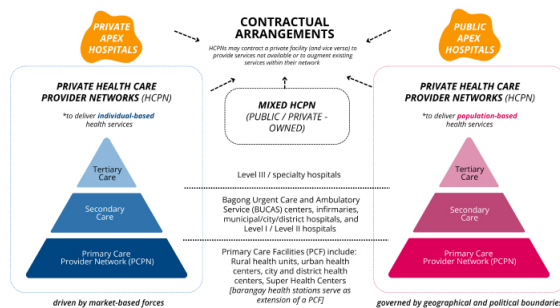 PRIVATE
APEX
HOSPITALS
CONTRACTUAL
ARRANGEMENTS
HCPNs may contract a private facility (and vice versa) to
provide services not available or to augment existing
services within their network
PUBLIC
APEX
HOSPITALS
PRIVATE HEALTH CARE
PROVIDER NETWORKS (HCPN)
*to deliver individual-based
health services
Tertiary
Care
Secondary
Care
Primary Care
Provider Network (PCPN)
driven by market-based forces
MIXED HCPN
(PUBLIC / PRIVATE -
OWNED)
Level III / specialty hospitals
Bagong Urgent Care and Ambulatory
Service (BUCAS) centers, infirmaries,
municipal/city/district hospitals, and
Level I / Level II hospitals
Primary Care Facilities (PCF) include:
Rural health units, urban health
centers, city and district health
centers, Super Health Centers
[barangay health stations serve as
extension of a PCF]
PRIVATE HEALTH CARE
PROVIDER NETWORKS (HCPN)
*to deliver population-based
health services
Tertiary
Care
Secondary
Care
Primary Care
Provider Network (PCPN)
governed by geographical and political boundaries